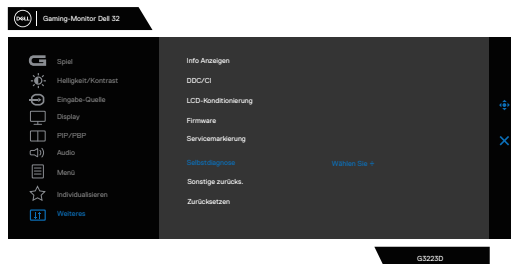 DELL Gaming-Monitor Dell 32
Spial
Info Anzeigen
Helligkeit/Kontrast
DDC/CI
Eingabe-Quelle
LCD-Konditionierung
Display
Firmware
PIP/PBP
Servicemarkierung
Audio
Selbstdiagnose Wählen Sie +
Menü
Sonstige zurücks.
Individualisieren
Zurücksetzen
Weiteres
G3223D